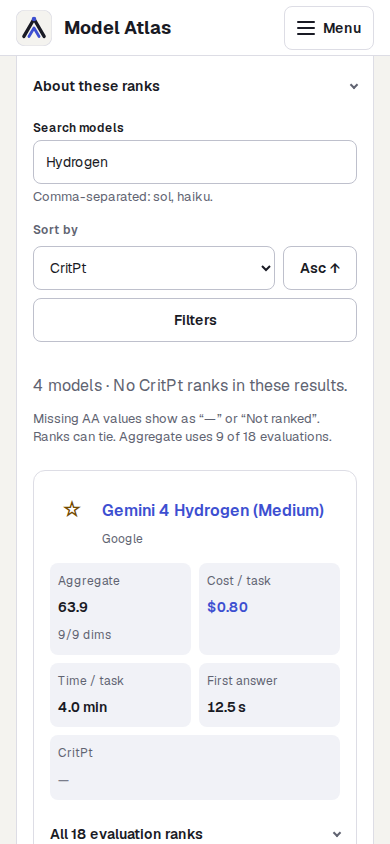 Model Atlas
Menu
About these ranks
Search models
Hydrogen
Comma-separated: sol, haiku.
Sort by
CritPt
Asc ↑
Filters
4 models · No CritPt ranks in these results.
Missing AA values show as “—” or “Not ranked”.
Ranks can tie. Aggregate uses 9 of 18 evaluations.
☆ Gemini 4 Hydrogen (Medium)
Google
Aggregate
63.9
9/9 dims
Cost / task
$0.80
Time / task
4.0 min
First answer
12.5 s
CritPt
—
All 18 evaluation ranks